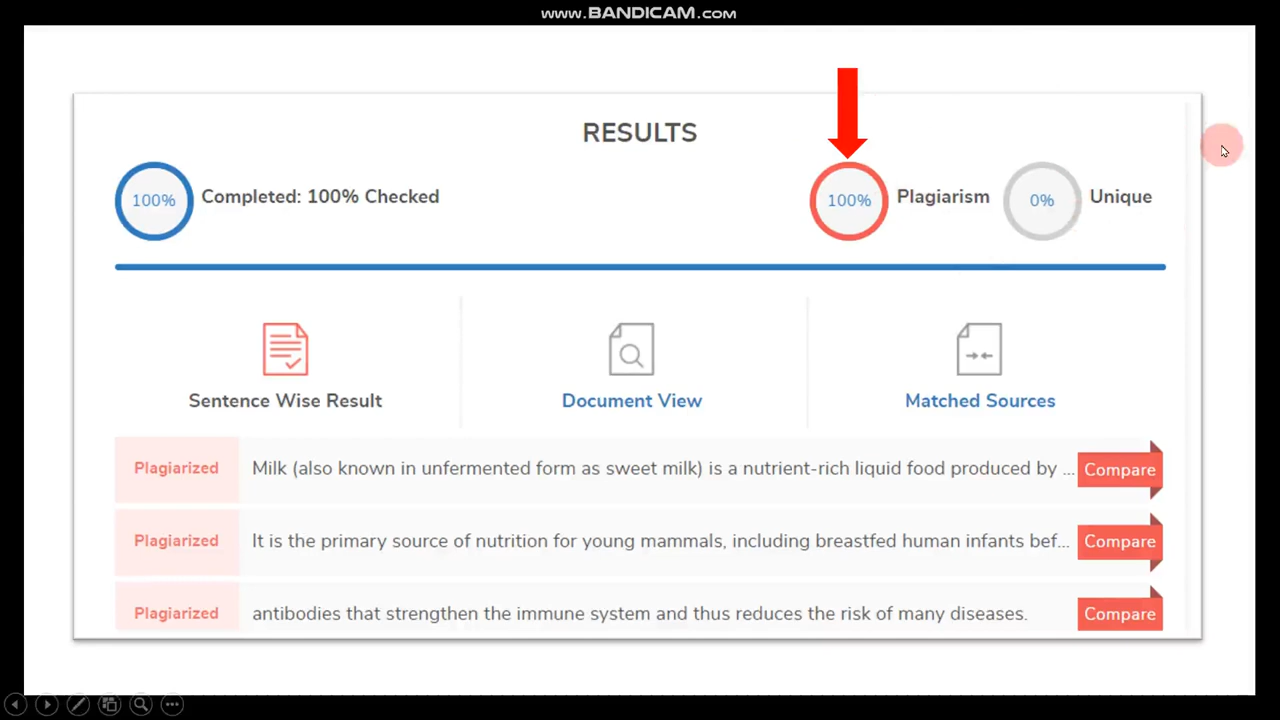 www.BANDICAM.com
RESULTS
100% Completed: 100% Checked
100% Plagiarism 0% Unique
Sentence Wise Result Document View Matched Sources
Plagiarized Milk (also known in unfermented form as sweet milk) is a nutrient-rich liquid food produced by ... Compare
Plagiarized It is the primary source of nutrition for young mammals, including breastfed human infants bef... Compare
Plagiarized antibodies that strengthen the immune system and thus reduces the risk of many diseases. Compare